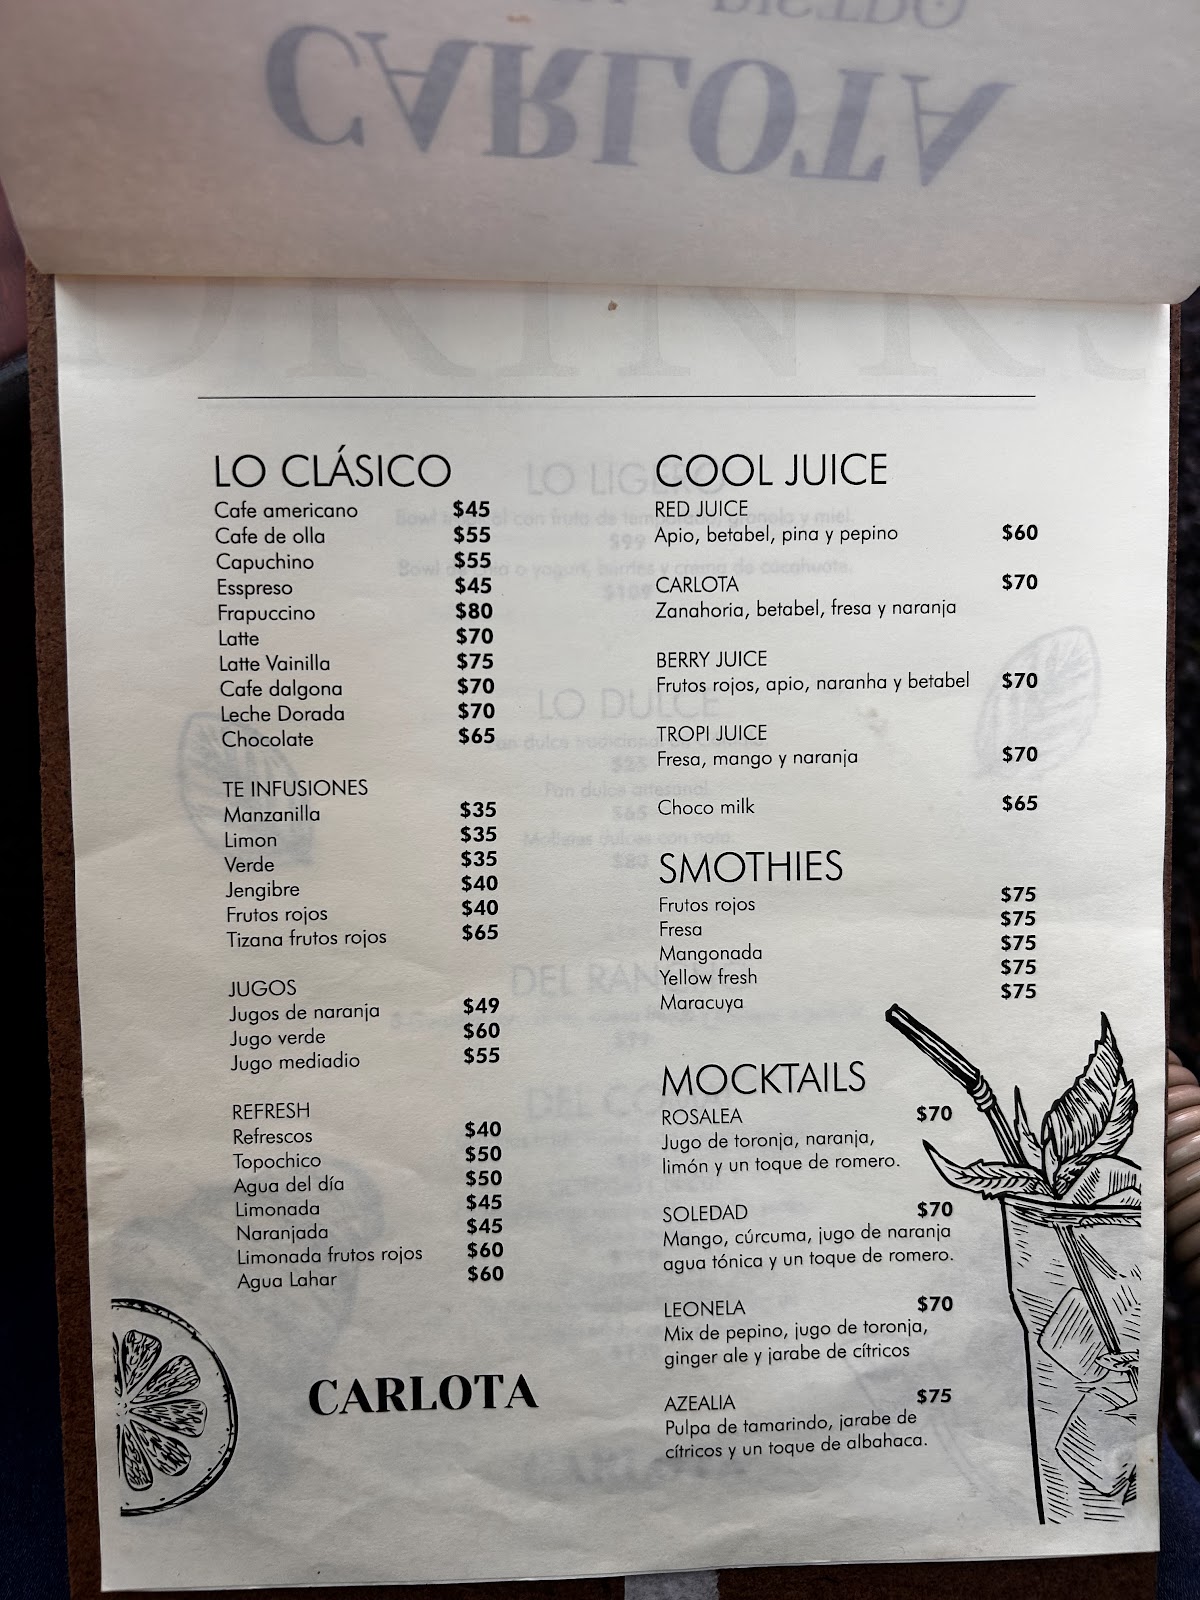 CARLOTA
DRINKS
LO CLÁSICO
Cafe americano $45
Cafe de olla $55
Capuchino $55
Esspreso $45
Frapuccino $80
Latte $70
Latte Vainilla $75
Cafe dalgona $70
Leche Dorada $70
Chocolate $65
TE INFUSIONES
Manzanilla $35
Limon $35
Verde $35
Jengibre $40
Frutos rojos $40
Tizana frutos rojos $65
JUGOS
Jugos de naranja $49
Jugo verde $60
Jugo mediadio $55
REFRESH
Refrescos $40
Topochico $50
Agua del día $50
Limonada $45
Naranjada $45
Limonada frutos rojos $60
Agua Lahar $60
CARLOTA
COOL JUICE
RED JUICE
Apio, betabel, pina y pepino $60
CARLOTA $70
Zanahoria, betabel, fresa y naranja
BERRY JUICE
Frutos rojos, apio, naranha y betabel $70
TROPI JUICE
Fresa, mango y naranja $70
Choco milk $65
SMOTHIES
Frutos rojos $75
Fresa $75
Mangonada $75
Yellow fresh $75
Maracuya $75
MOCKTAILS
ROSALEA $70
Jugo de toronja, naranja,
limón y un toque de romero.
SOLEDAD $70
Mango, cúrcuma, jugo de naranja
agua tónica y un toque de romero.
LEONELA $70
Mix de pepino, jugo de toronja,
ginger ale y jarabe de cítricos
AZEALIA $75
Pulpa de tamarindo, jarabe de
cítricos y un toque de albahaca.